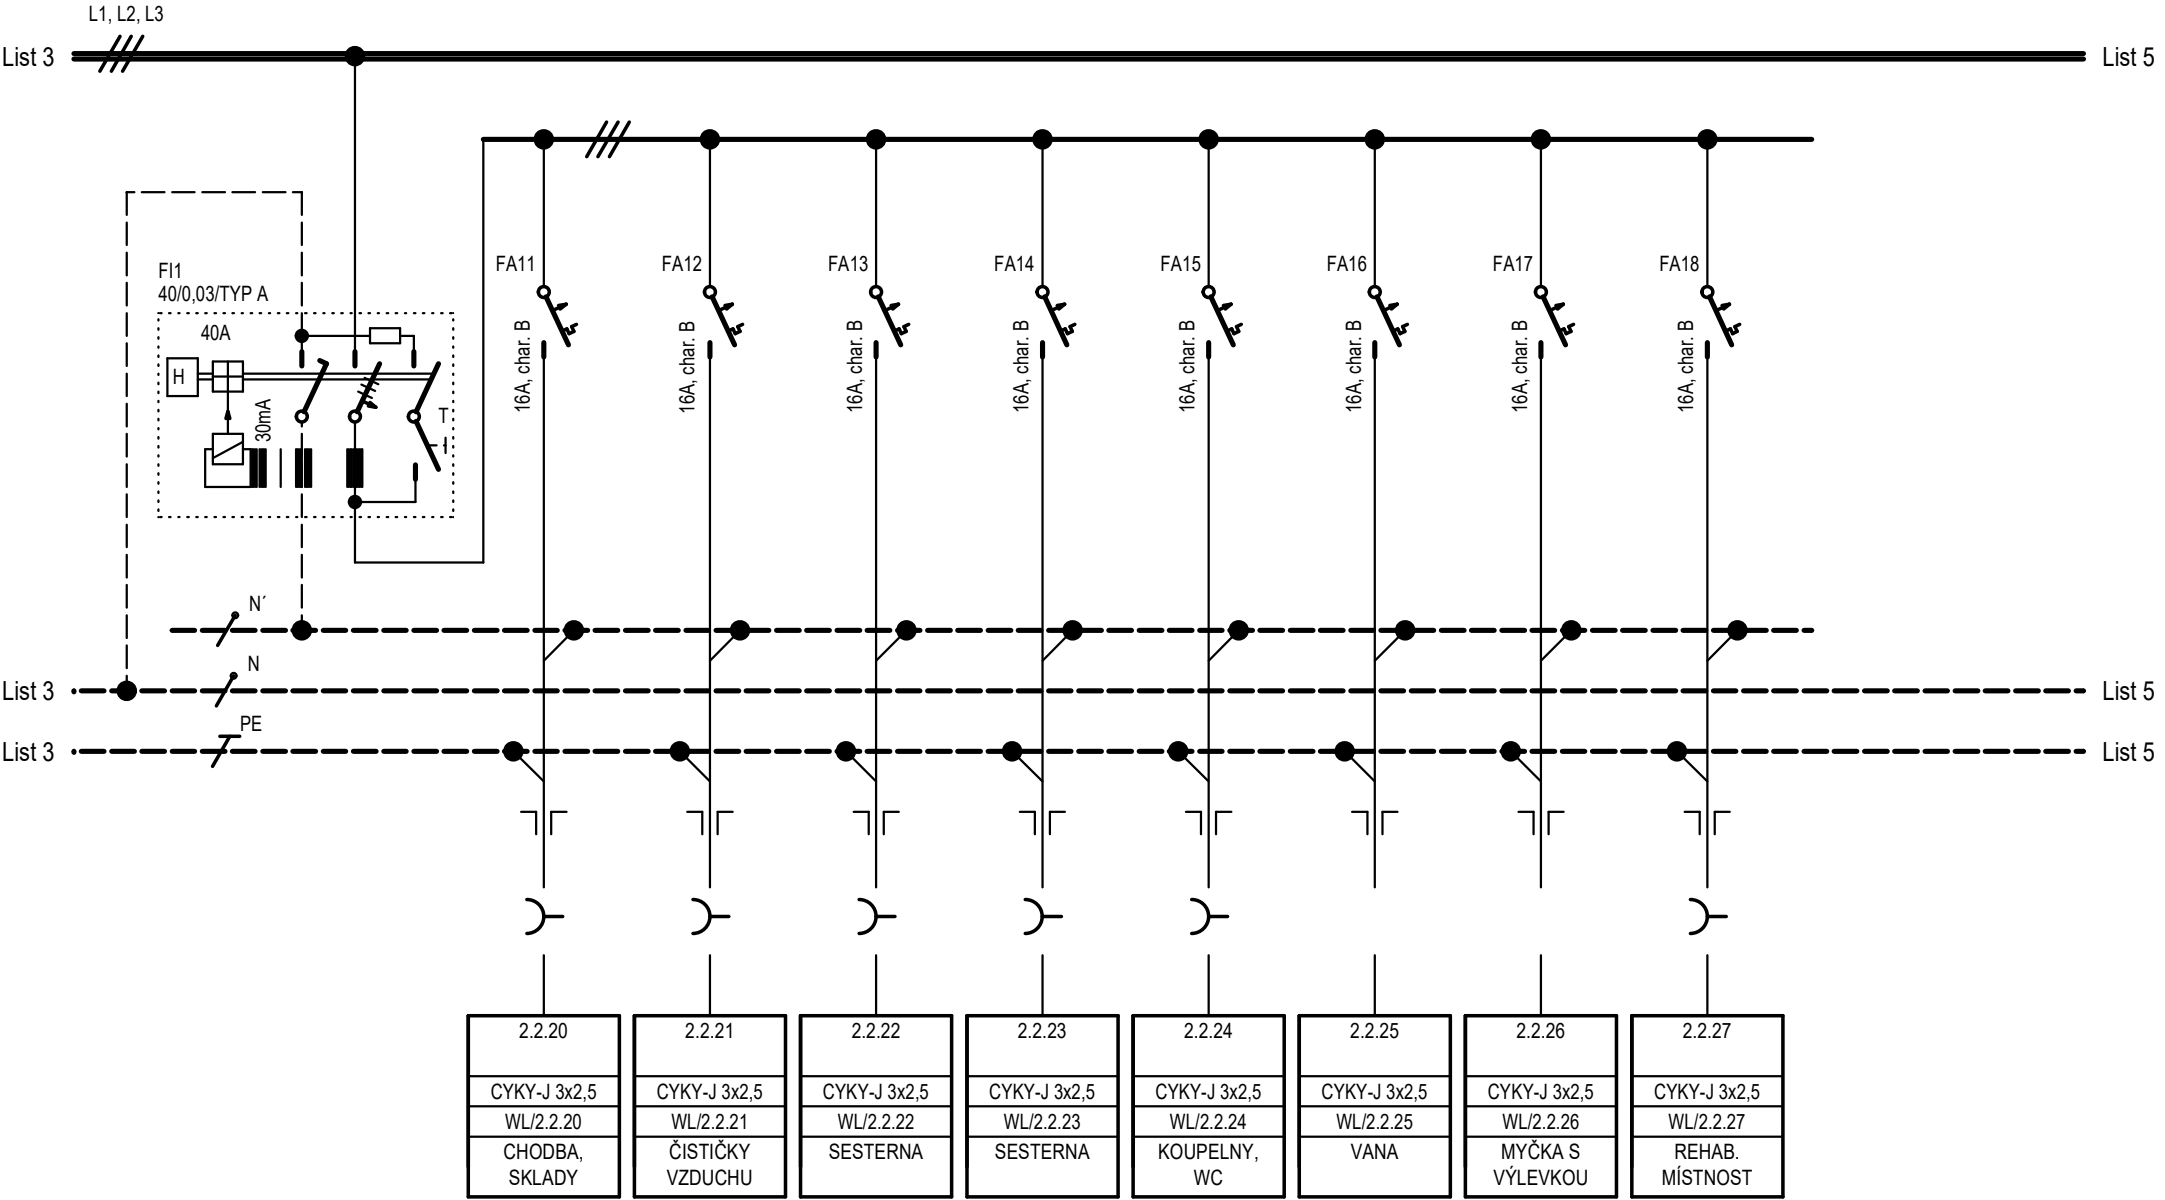 L1, L2, L3
List 3
List 5
FI1
40/0,03/TYP A
40A
H
30mA
T
FA11
16A, char. B
FA12
16A, char. B
FA13
16A, char. B
FA14
16A, char. B
FA15
16A, char. B
FA16
16A, char. B
FA17
16A, char. B
FA18
16A, char. B
N´
List 3
N
List 5
List 3
PE
List 5
2.2.20
CYKY-J 3x2,5
WL/2.2.20
CHODBA,
SKLADY
2.2.21
CYKY-J 3x2,5
WL/2.2.21
ČISTIČKY
VZDUCHU
2.2.22
CYKY-J 3x2,5
WL/2.2.22
SESTERNA
2.2.23
CYKY-J 3x2,5
WL/2.2.23
SESTERNA
2.2.24
CYKY-J 3x2,5
WL/2.2.24
KOUPELNY,
WC
2.2.25
CYKY-J 3x2,5
WL/2.2.25
VANA
2.2.26
CYKY-J 3x2,5
WL/2.2.26
MYČKA S
VÝLEVKOU
2.2.27
CYKY-J 3x2,5
WL/2.2.27
REHAB.
MÍSTNOST